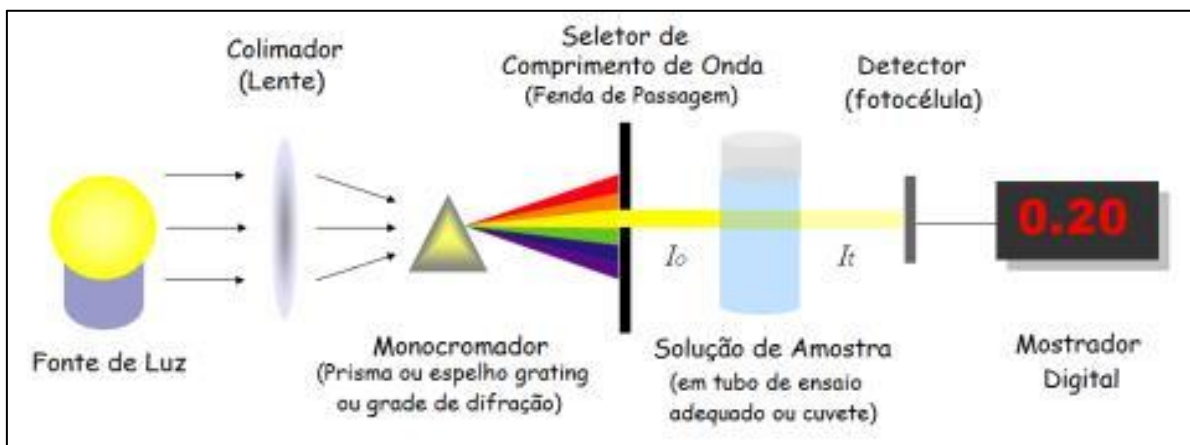 Colimador
(Lente)
Seletor de
Comprimento de Onda
(Fenda de Passagem)
Detector
(fotocélula)
Io
It
0.20
Fonte de Luz
Monocromador
(Prisma ou espelho grating
ou grade de difração)
Solução de Amostra
(em tubo de ensaio
adequado ou cuvete)
Mostrador
Digital